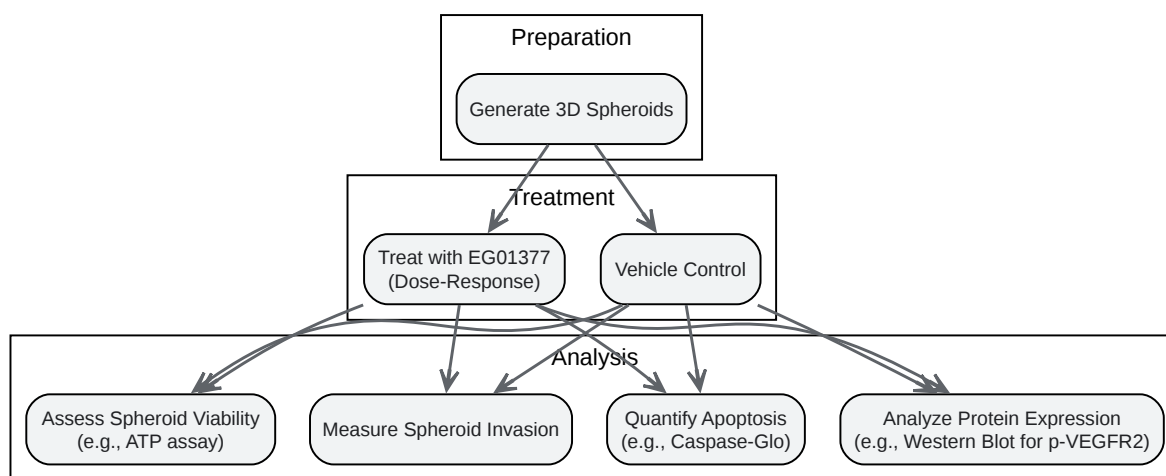 Preparation
Generate 3D Spheroids
Treatment
Treat with EG01377
(Dose-Response)
Vehicle Control
Analysis
Assess Spheroid Viability
(e.g., ATP assay)
Measure Spheroid Invasion
Quantify Apoptosis
(e.g., Caspase-Glo)
Analyze Protein Expression
(e.g., Western Blot for p-VEGFR2)